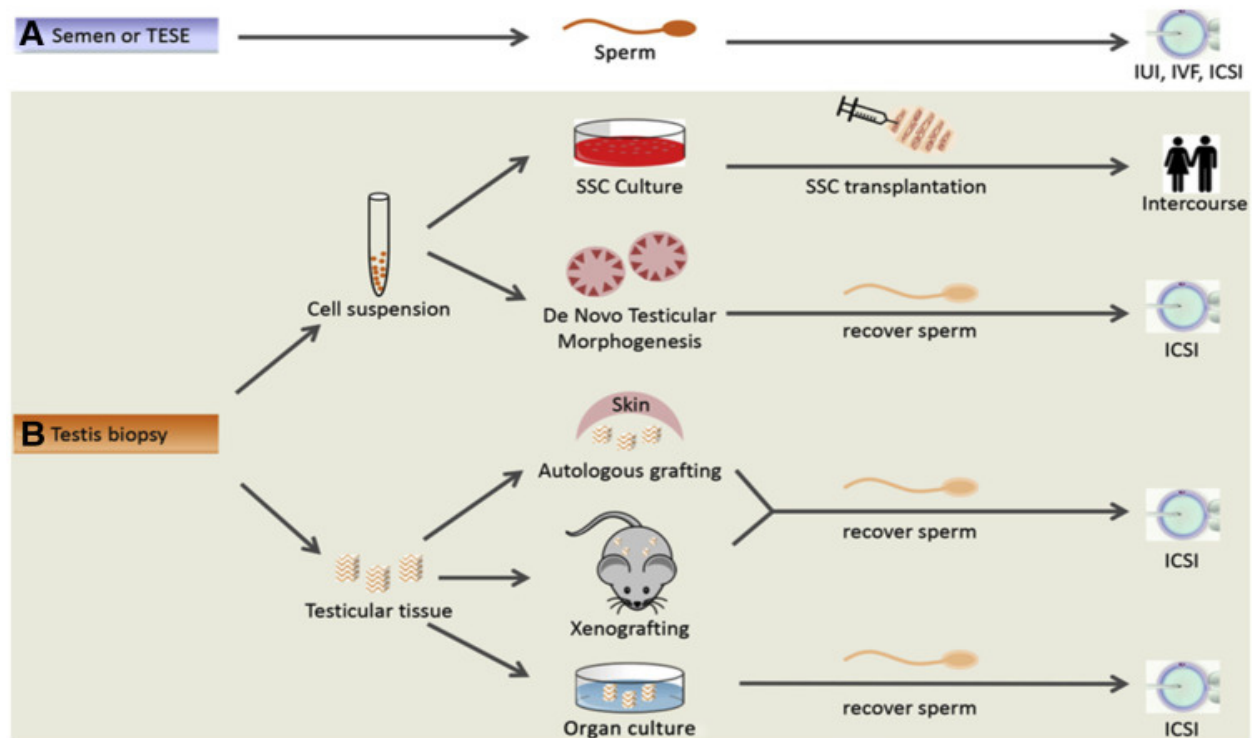 A Semen or TESE
Sperm
IUI, IVF, ICSI
SSC Culture
SSC transplantation
Intercourse
Cell suspension
De Novo Testicular
Morphogenesis
recover sperm
ICSI
B Testis biopsy
Skin
Autologous grafting
recover sperm
ICSI
Testicular tissue
Xenografting
Organ culture
recover sperm
ICSI